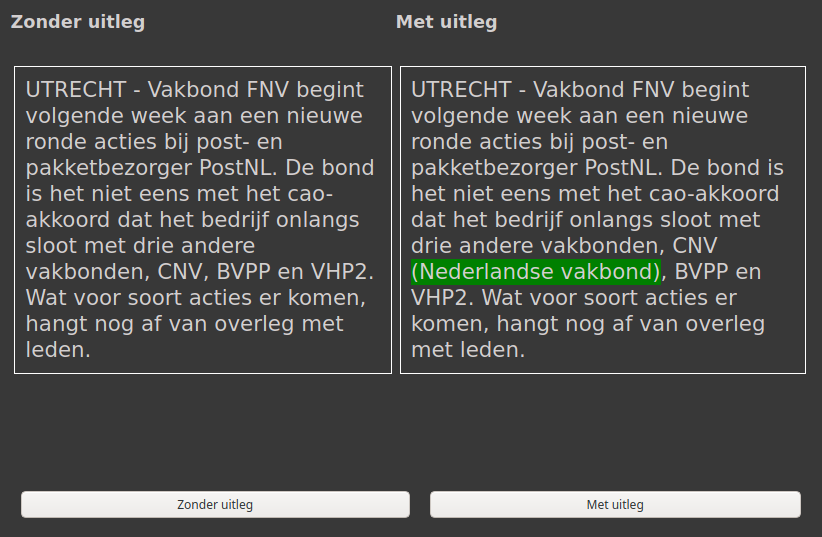 Zonder uitleg
Met uitleg
UTRECHT - Vakbond FNV begint
volgende week aan een nieuwe
ronde acties bij post- en
pakketbezorger PostNL. De bond
is het niet eens met het cao-
akkoord dat het bedrijf onlangs
sloot met drie andere
vakbonden, CNV, BVPP en VHP2.
Wat voor soort acties er komen,
hangt nog af van overleg met
leden.
UTRECHT - Vakbond FNV begint
volgende week aan een nieuwe
ronde acties bij post- en
pakketbezorger PostNL. De bond is
het niet eens met het cao-akkoord
dat het bedrijf onlangs sloot met
drie andere vakbonden, CNV
(Nederlandse vakbond), BVPP en
VHP2. Wat voor soort acties er
komen, hangt nog af van overleg
met leden.
Zonder uitleg
Met uitleg